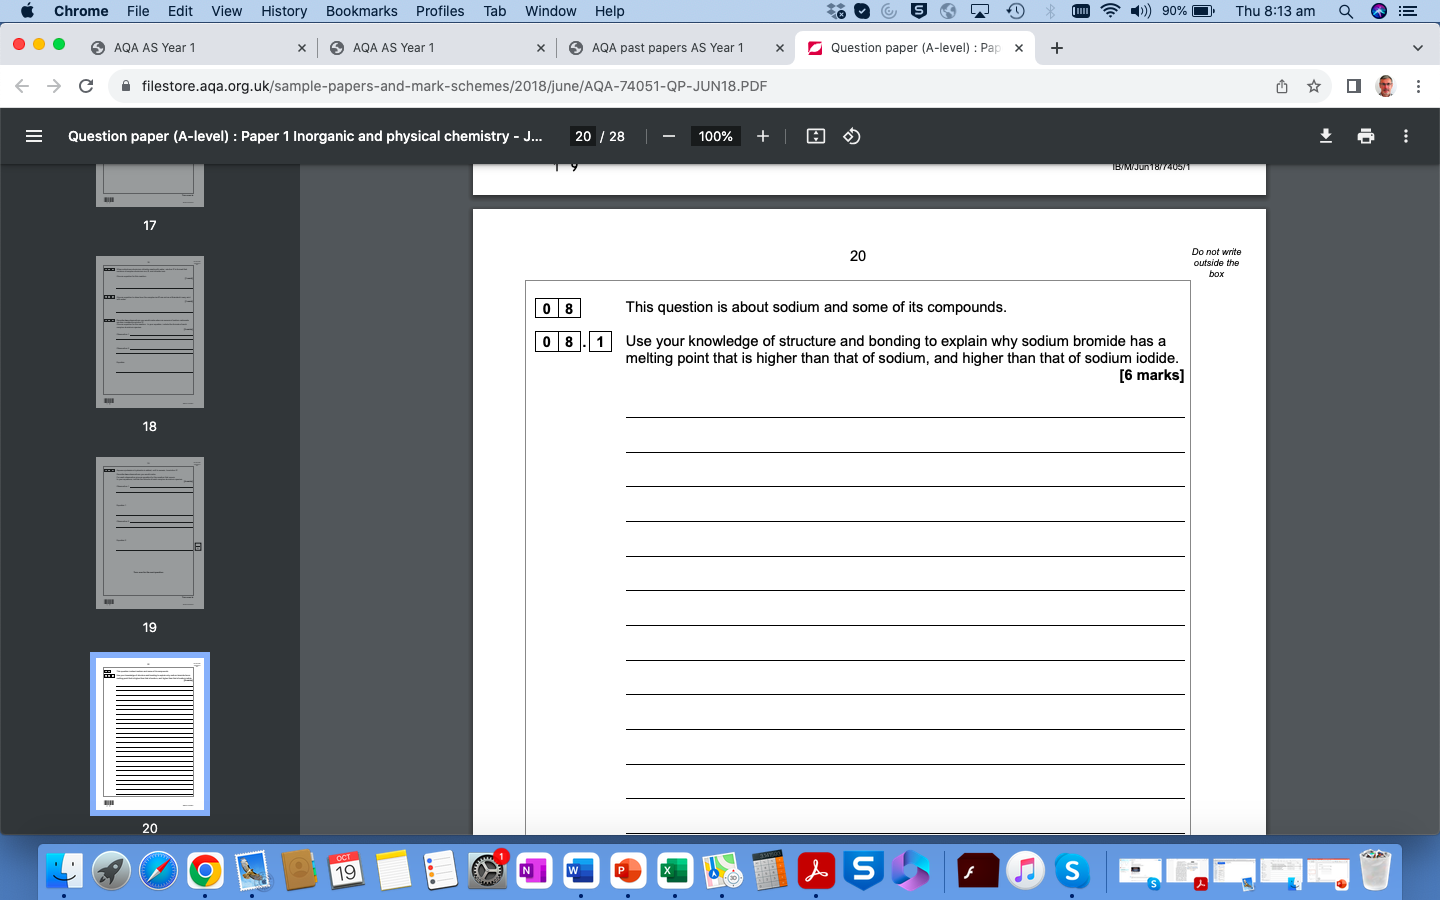 Chrome File Edit View History Bookmarks Profiles Tab Window Help 90% Thu 8:13 am
AQA AS Year 1 AQA AS Year 1 AQA past papers AS Year 1 Question paper (A-level) : Pap
filestore.aqa.org.uk/sample-papers-and-mark-schemes/2018/june/AQA-74051-QP-JUN18.PDF
Question paper (A-level) : Paper 1 Inorganic and physical chemistry - J... 20 / 28 100%
17
18
19
20
IB/M/Jun18/7405/1
20
Do not write
outside the
box
0 8 This question is about sodium and some of its compounds.
0 8 . 1 Use your knowledge of structure and bonding to explain why sodium bromide has a
melting point that is higher than that of sodium, and higher than that of sodium iodide.
[6 marks]
1
OCT
19